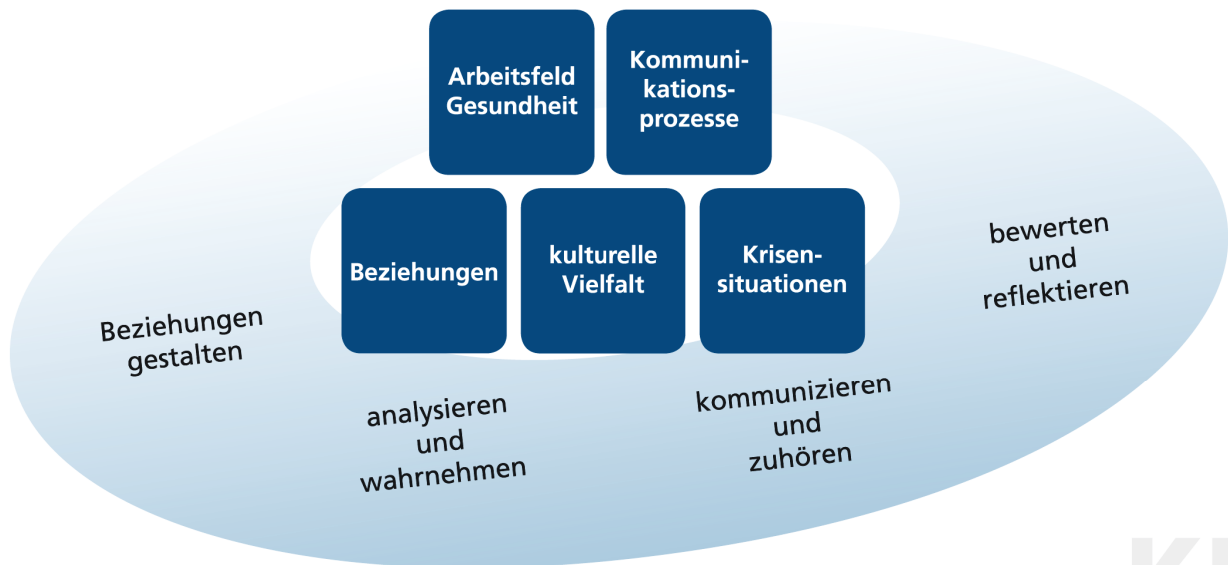 Arbeitsfeld
Gesundheit
Kommuni-
kations-
prozesse
Beziehungen
kulturelle
Vielfalt
Krisen-
situationen
Beziehungen
gestalten
analysieren
und
wahrnehmen
kommunizieren
und
zuhören
bewerten
und
reflektieren